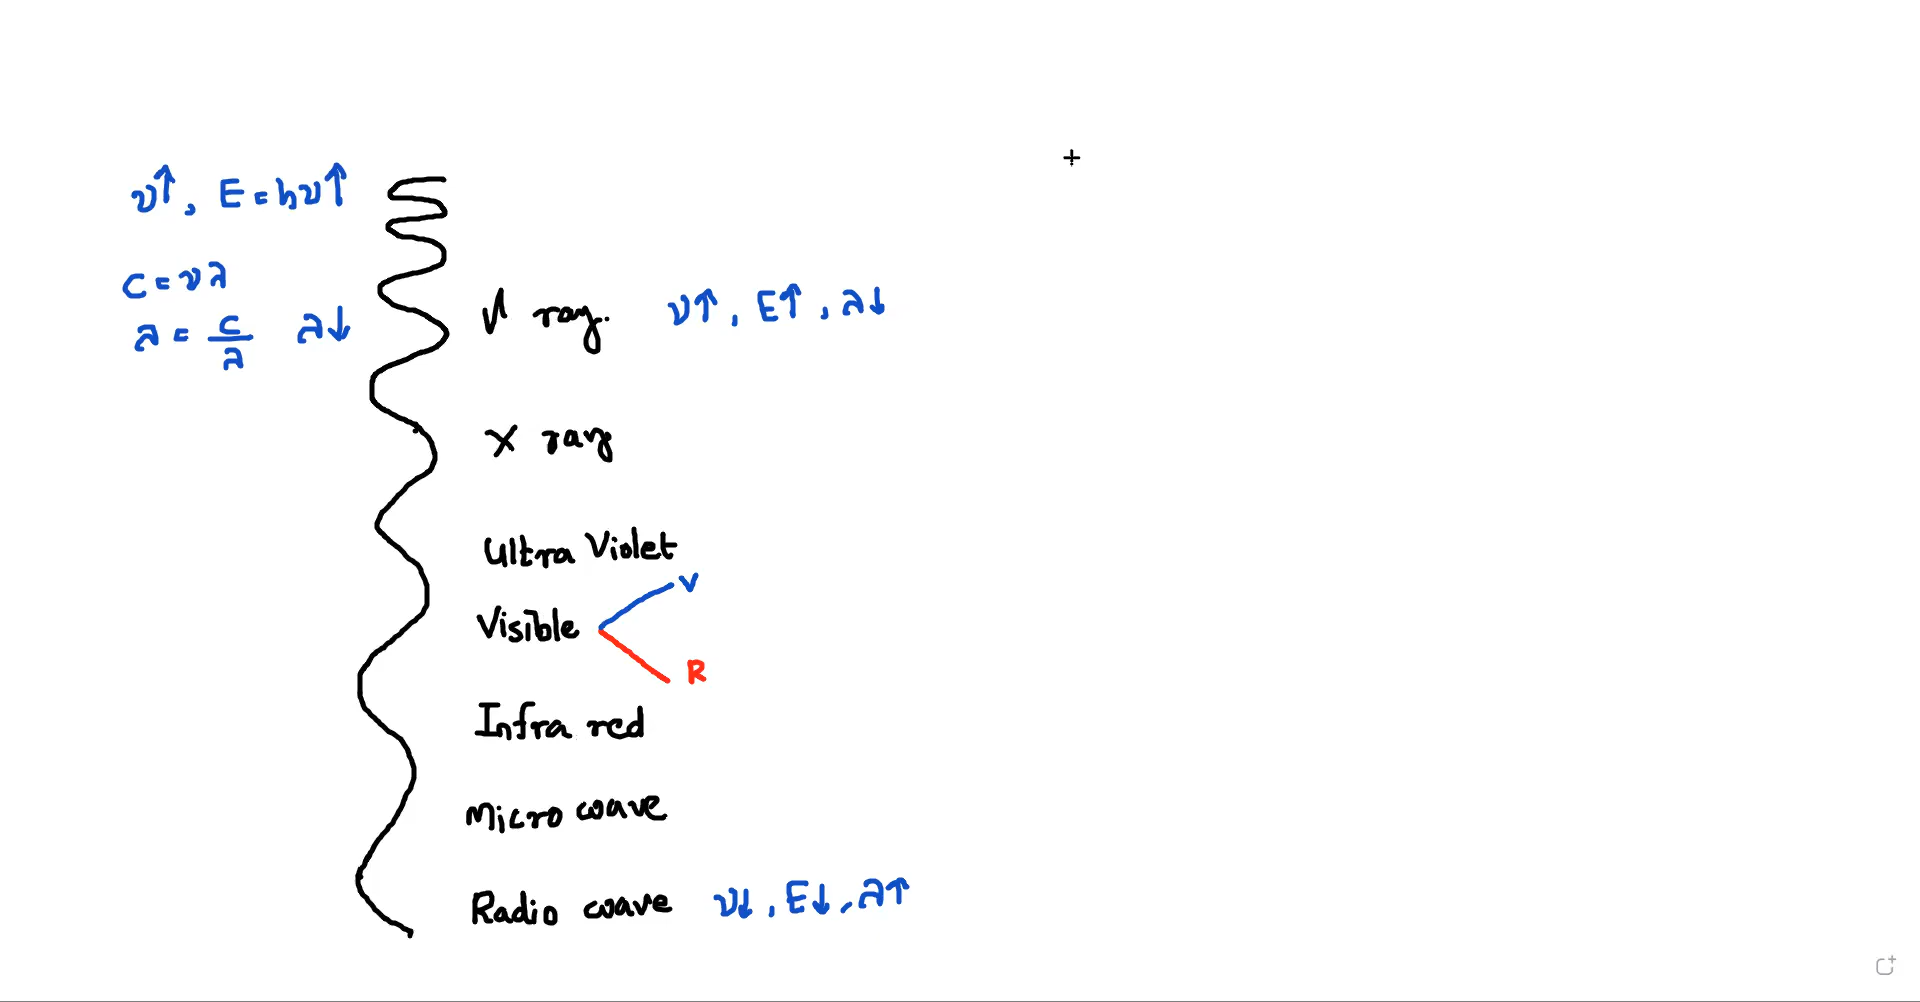 ν↑, E = hν↑
c = νλ
λ = c/λ λ↓
γ ray. ν↑, E↑, λ↓
X ray
Ultra Violet
V
Visible
R
Infra red
Micro wave
Radio wave ν↓, E↓, λ↑